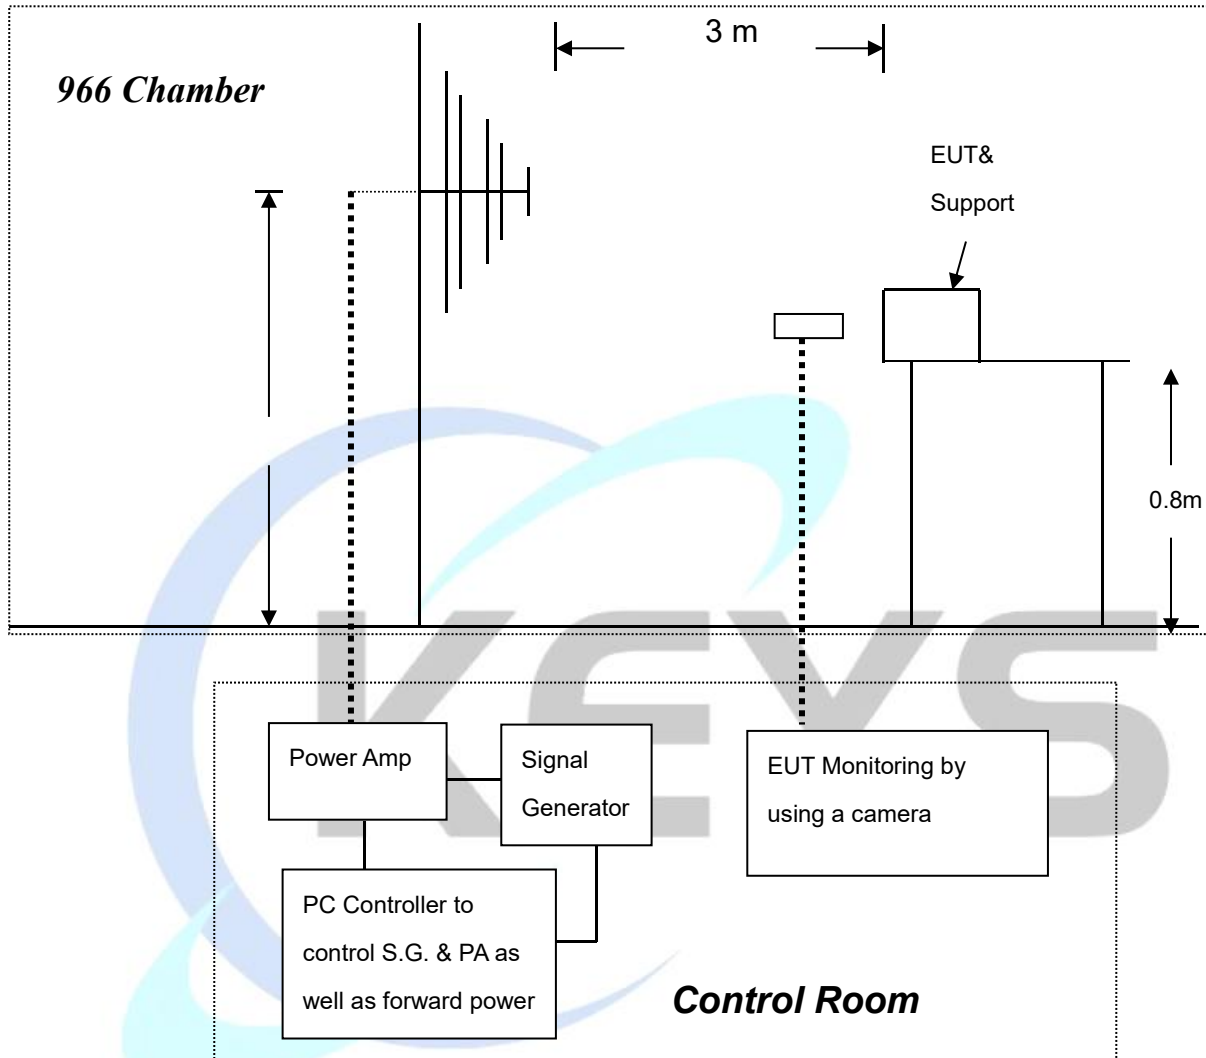 3 m
966 Chamber
EUT&
Support
0.8m
KEYS
Power Amp
Signal
Generator
EUT Monitoring by
using a camera
PC Controller to
control S.G. & PA as
well as forward power
Control Room